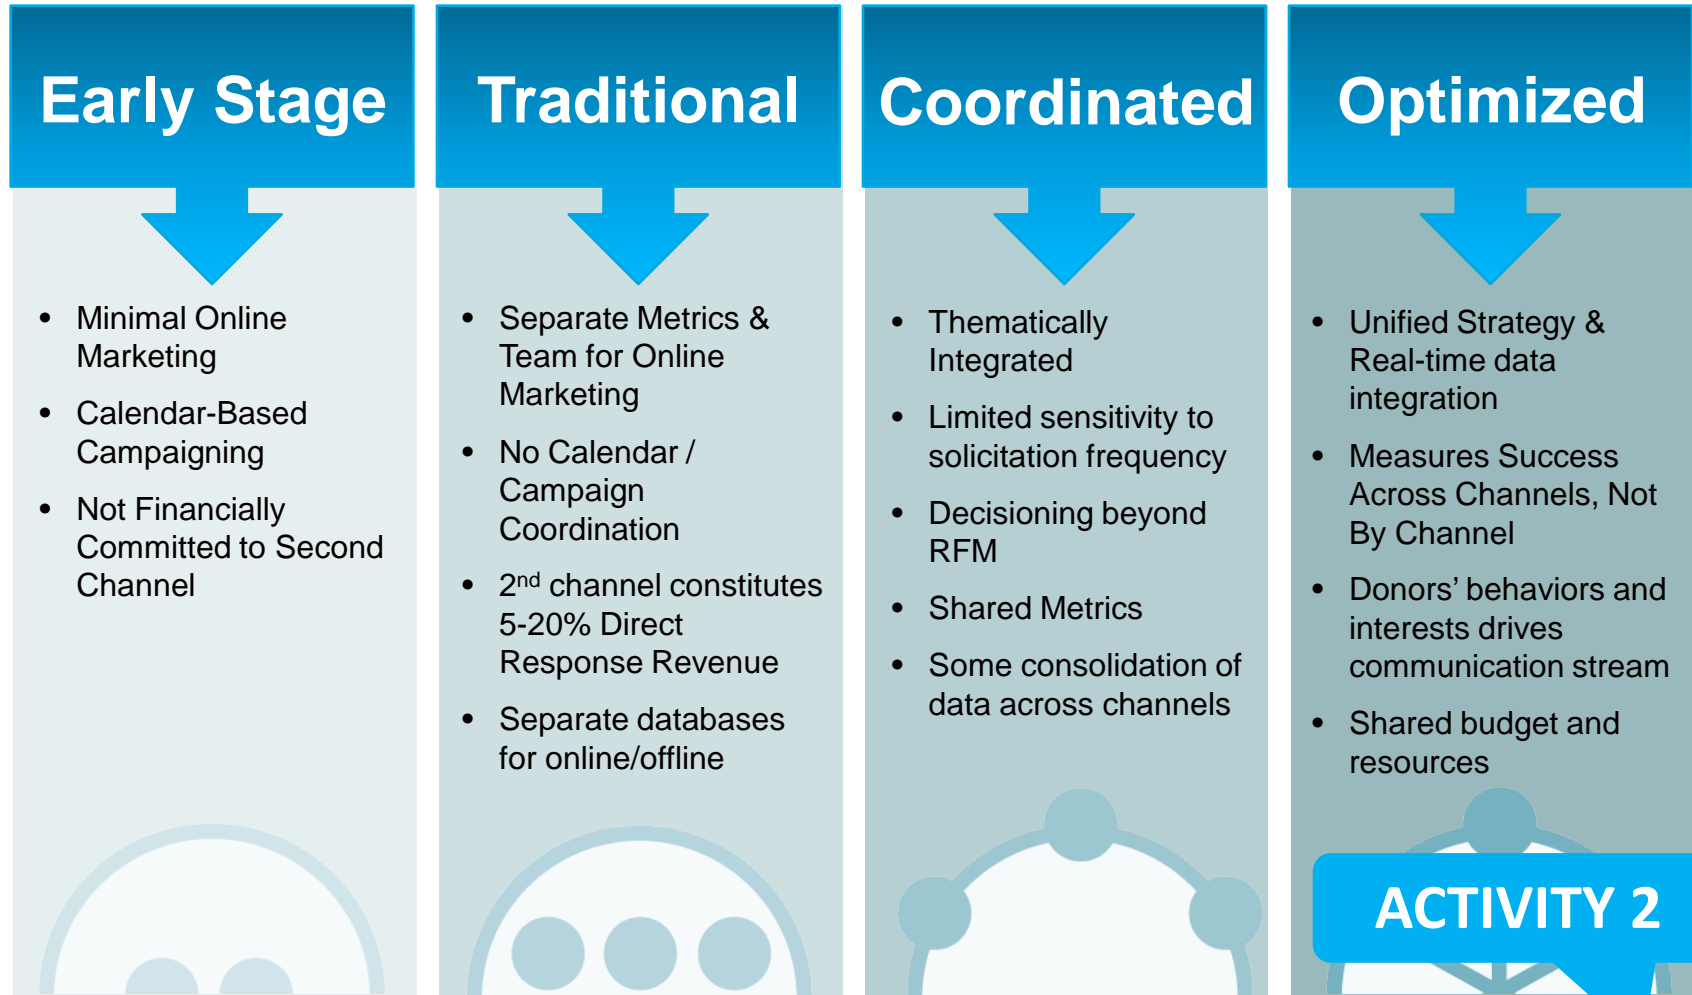 Early Stage
• Minimal Online
Marketing
• Calendar-Based
Campaigning
• Not Financially
Committed to Second
Channel
Traditional
• Separate Metrics &
Team for Online
Marketing
• No Calendar /
Campaign
Coordination
• 2nd channel constitutes
5-20% Direct
Response Revenue
• Separate databases
for online/offline
Coordinated
• Thematically
Integrated
• Limited sensitivity to
solicitation frequency
• Decisioning beyond
RFM
• Shared Metrics
• Some consolidation of
data across channels
Optimized
• Unified Strategy &
Real-time data
integration
• Measures Success
Across Channels, Not
By Channel
• Donors’ behaviors and
interests drives
communication stream
• Shared budget and
resources
ACTIVITY 2